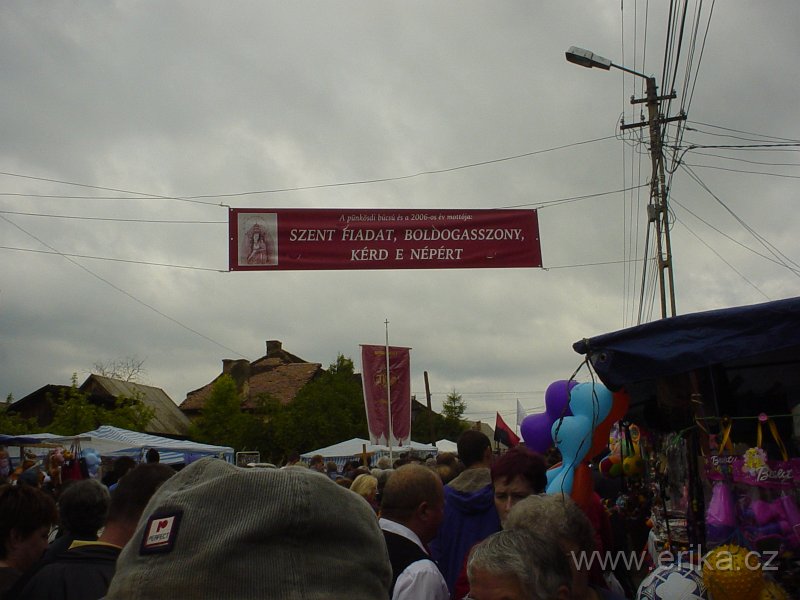 A pünkösdi búcsú és a 2006-os év mottója:
SZENT FIADAT, BOLDOGASSZONY,
KÉRD E NÉPÉRT
PERFECT
www.erika.cz